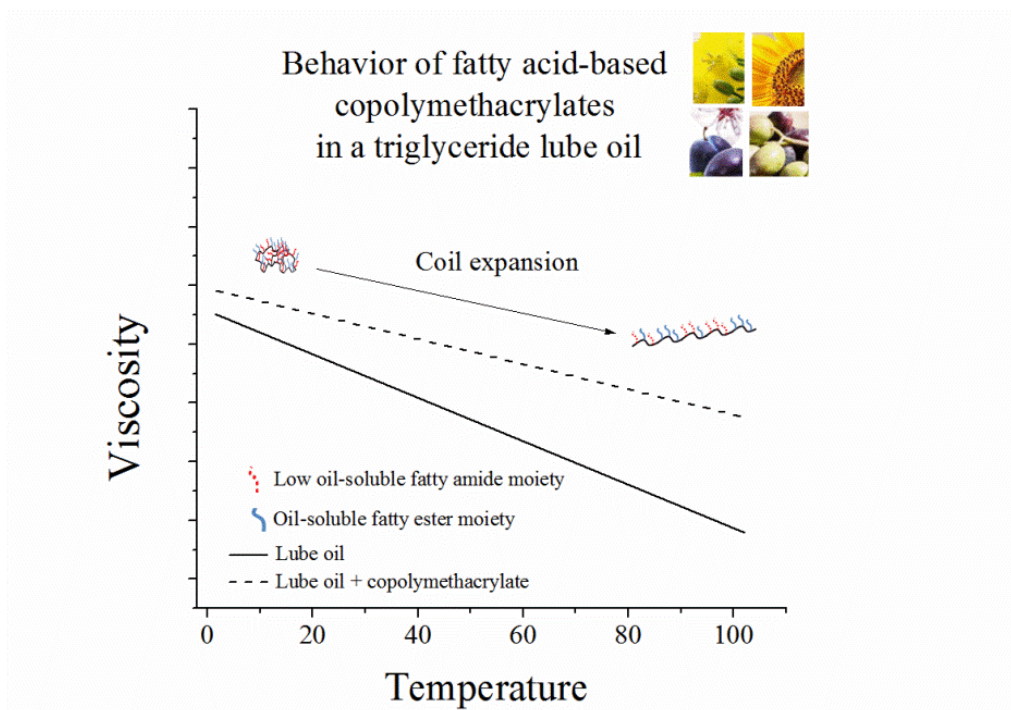 Behavior of fatty acid-based
copolymethacrylates
in a triglyceride lube oil
Coil expansion
Viscosity
Low oil-soluble fatty amide moiety
Oil-soluble fatty ester moiety
Lube oil
Lube oil + copolymethacrylate
0 20 40 60 80 100
Temperature